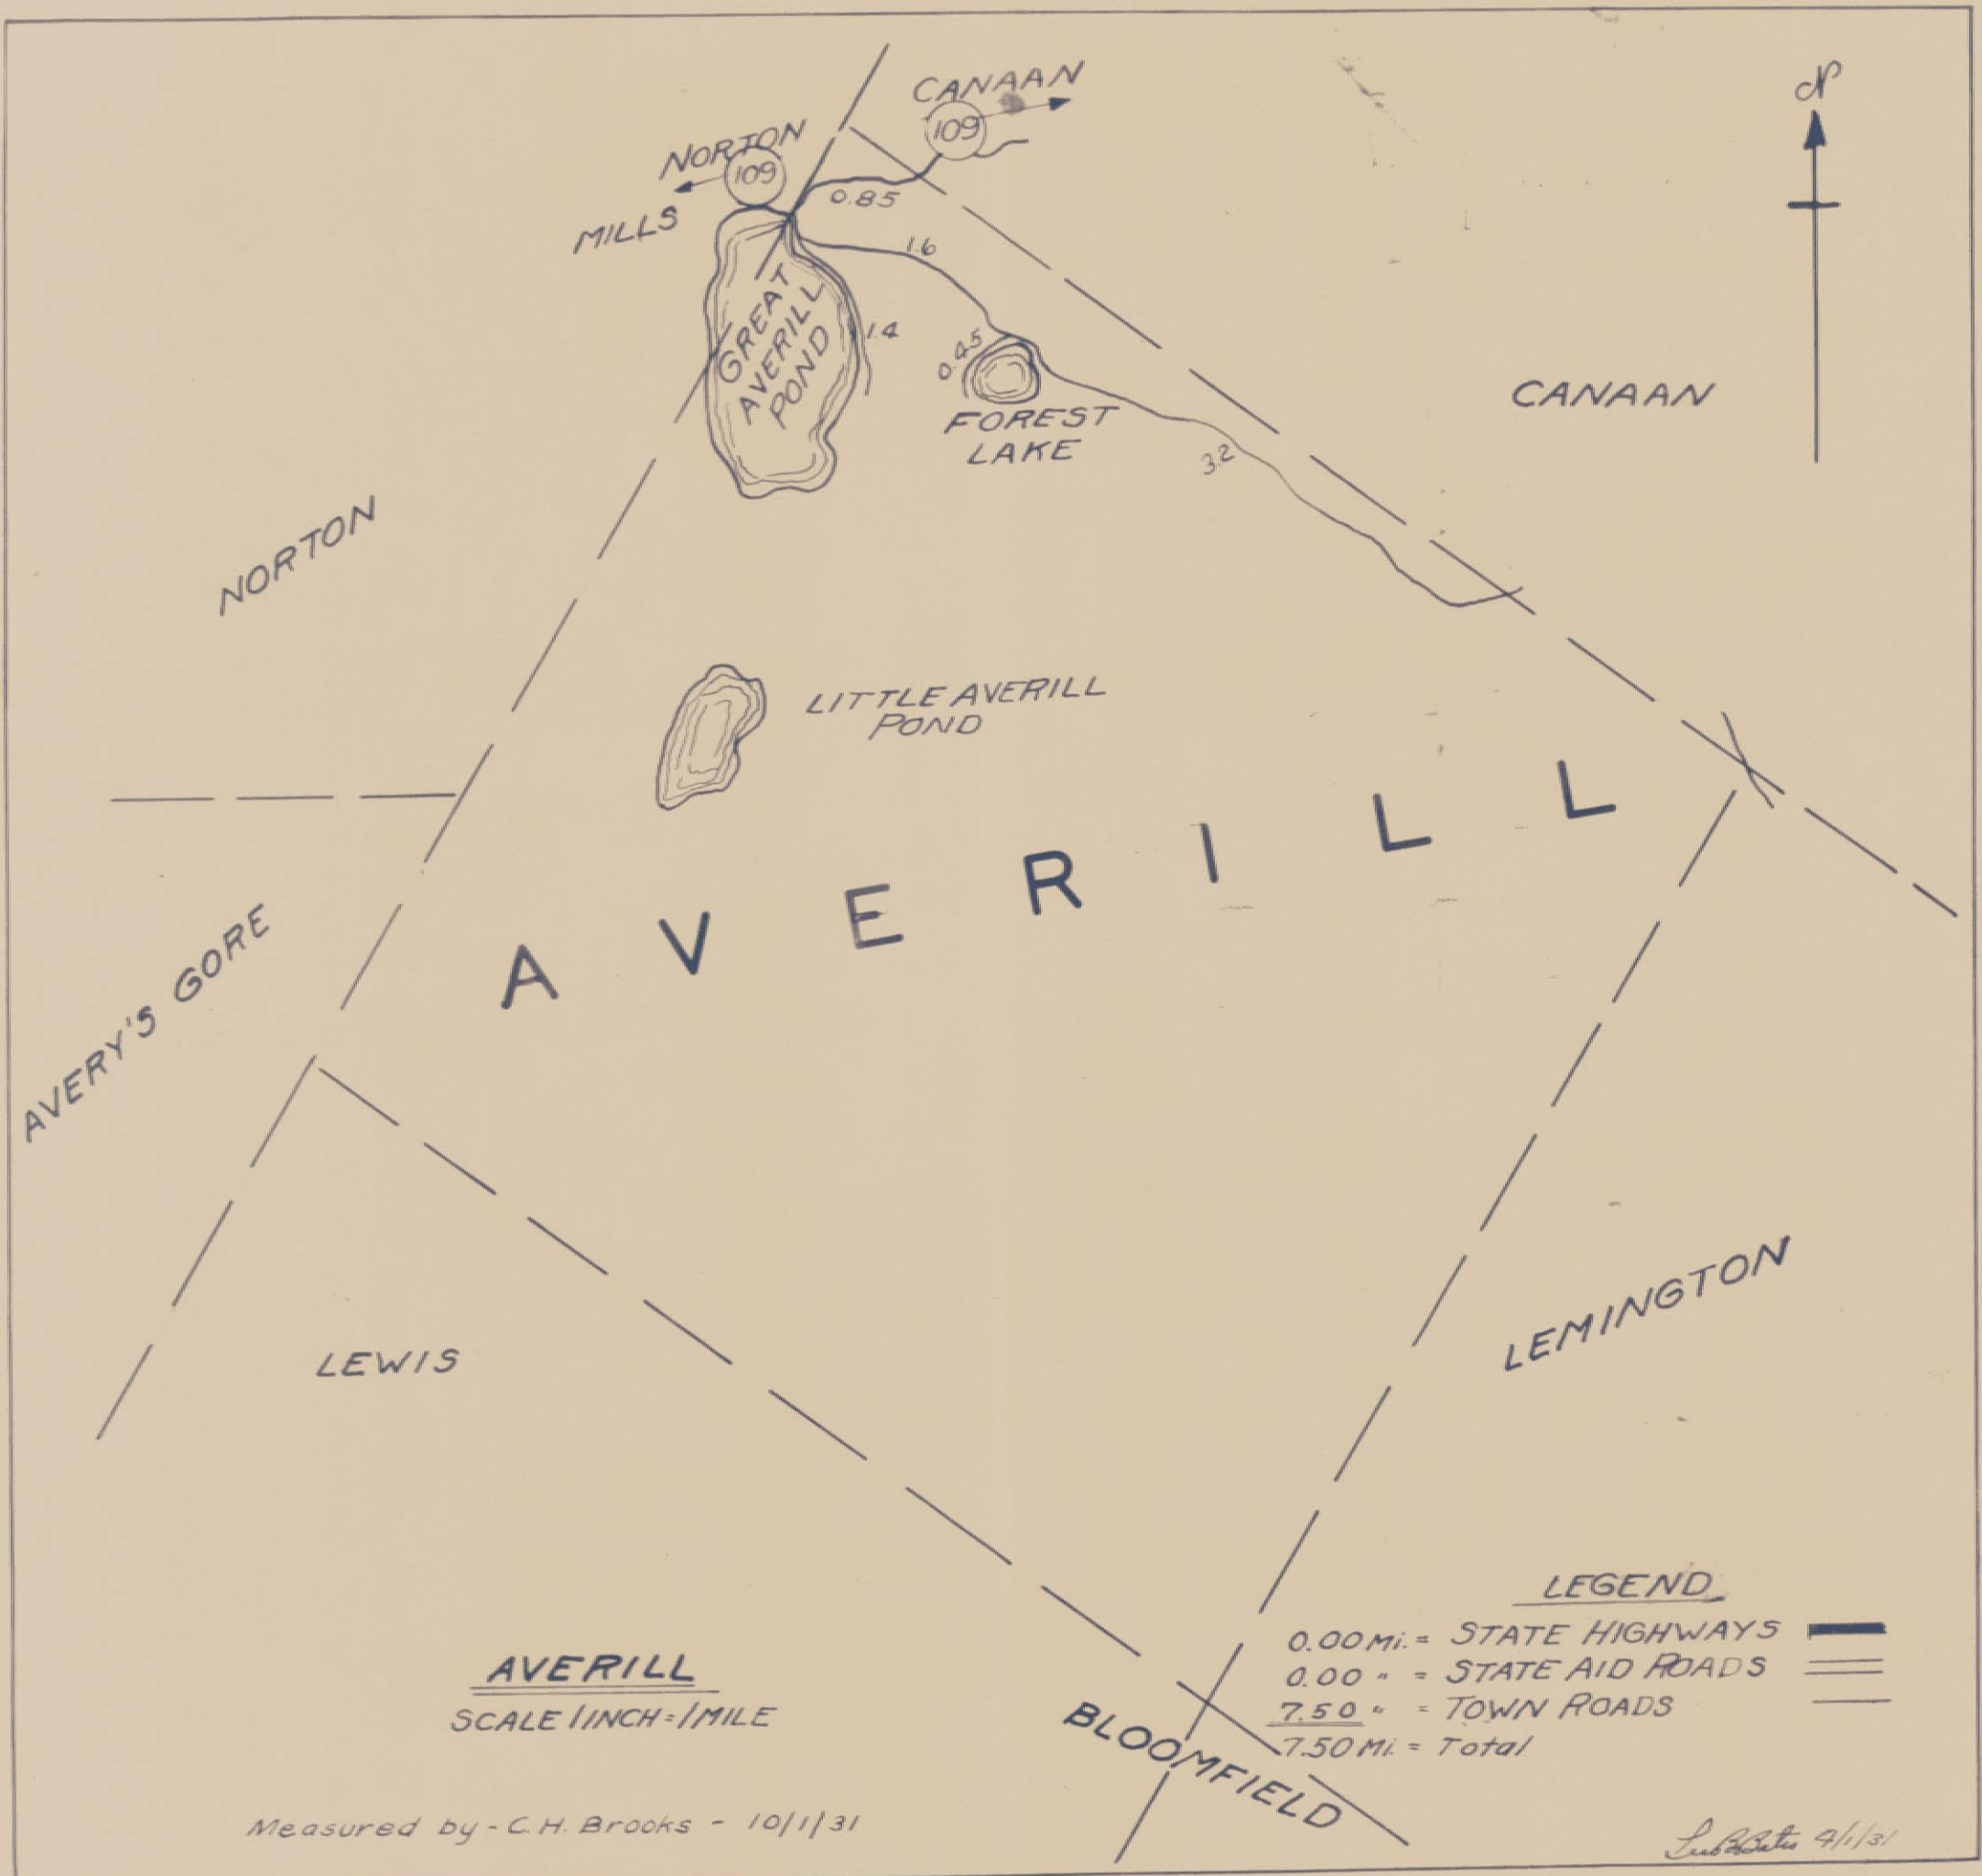 N
CANAAN
109
NORTON
109
MILLS
0.85
1.6
GREAT
AVERILL
POND
1.4
0.45
FOREST
LAKE
3.2
CANAAN
NORTON
LITTLE AVERILL
POND
AVERILL
AVERY'S GORE
LEMINGTON
LEWIS
LEGEND
0.00 Mi. = STATE HIGHWAYS
0.00 " = STATE AID ROADS
7.50 " = TOWN ROADS
7.50 Mi. = Total
AVERILL
SCALE 1 INCH = 1 MILE
BLOOMFIELD
Measured by - C. H. Brooks - 10/1/31
4/1/31